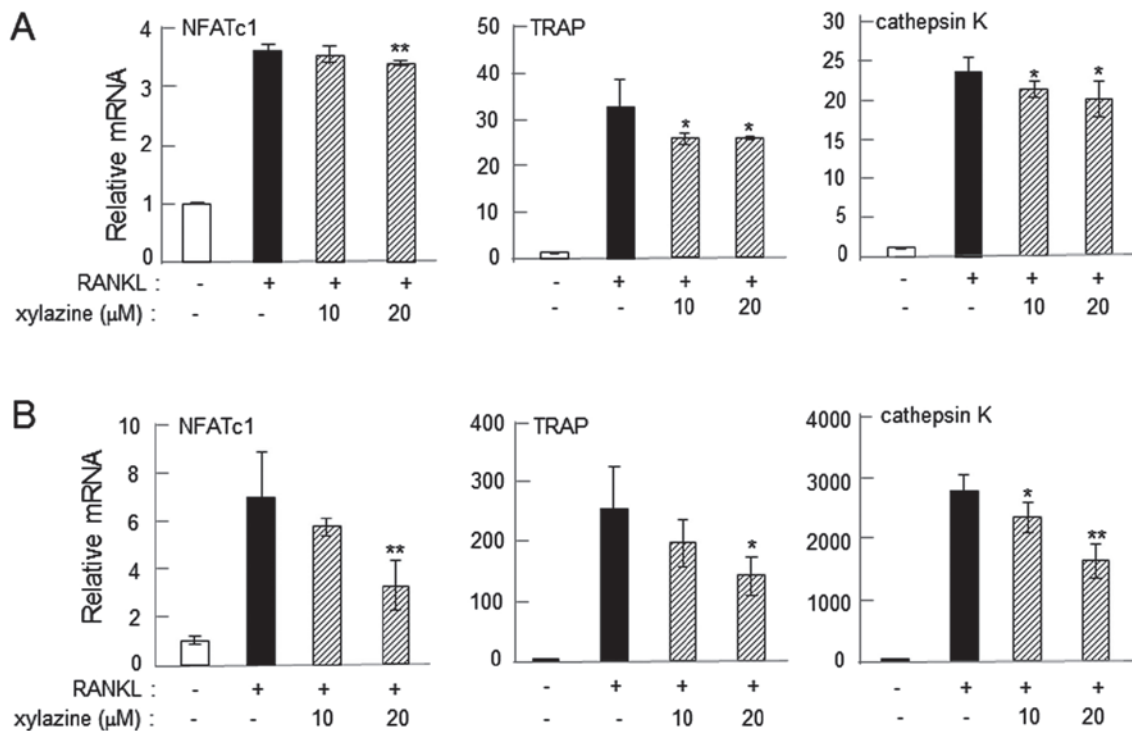 A
NFATc1
TRAP
cathepsin K
Relative mRNA
4
3
2
1
0
50
40
30
20
10
0
30
25
20
15
10
5
0
**
* *
* *
RANKL : - + + + - + + + - + + +
xylazine (μM) : - - 10 20 - - 10 20 - - 10 20
B
NFATc1
TRAP
cathepsin K
Relative mRNA
10
8
6
4
2
0
400
300
200
100
0
4000
3000
2000
1000
0
**
*
* **
RANKL : - + + + - + + + - + + +
xylazine (μM) : - - 10 20 - - 10 20 - - 10 20